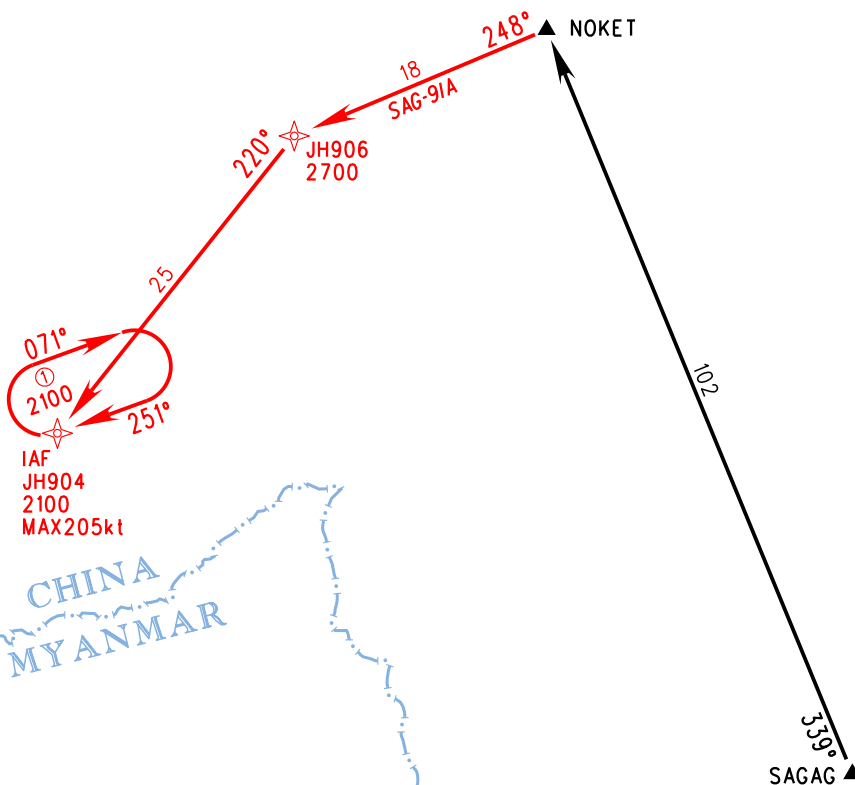 248°
NOKET
18
SAG-9/A
220°
JH906
2700
25
071°
1
2100
251°
IAF
JH904
2100
MAX205kt
102
CHINA
MYANMAR
339°
SAGAG